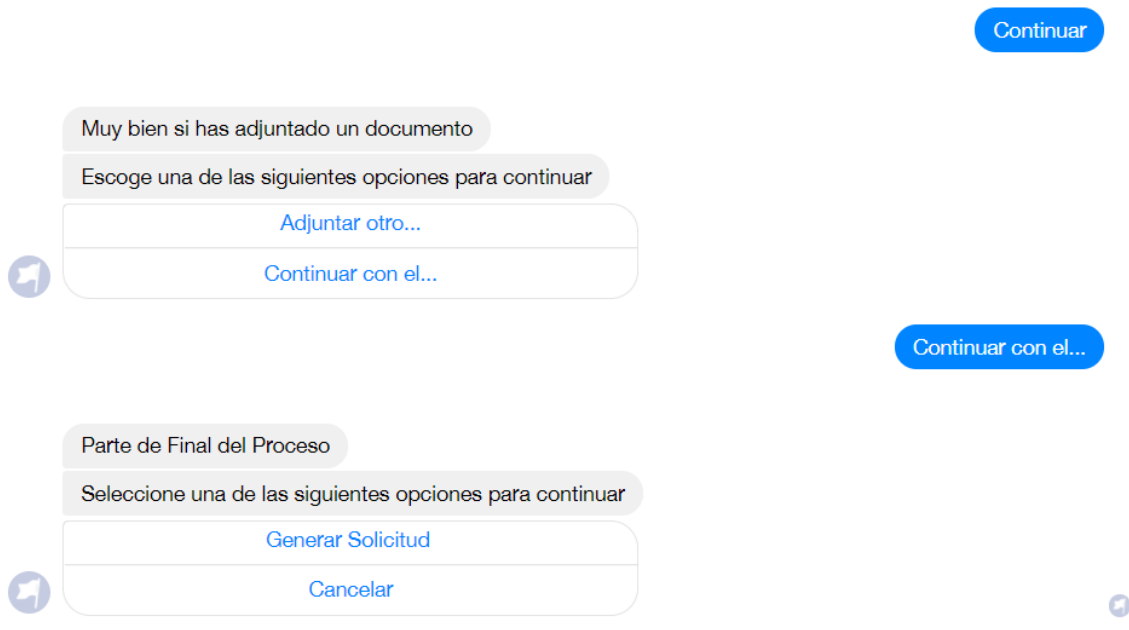 Continuar
Muy bien si has adjuntado un documento
Escoge una de las siguientes opciones para continuar
Adjuntar otro...
Continuar con el...
Continuar con el...
Parte de Final del Proceso
Seleccione una de las siguientes opciones para continuar
Generar Solicitud
Cancelar